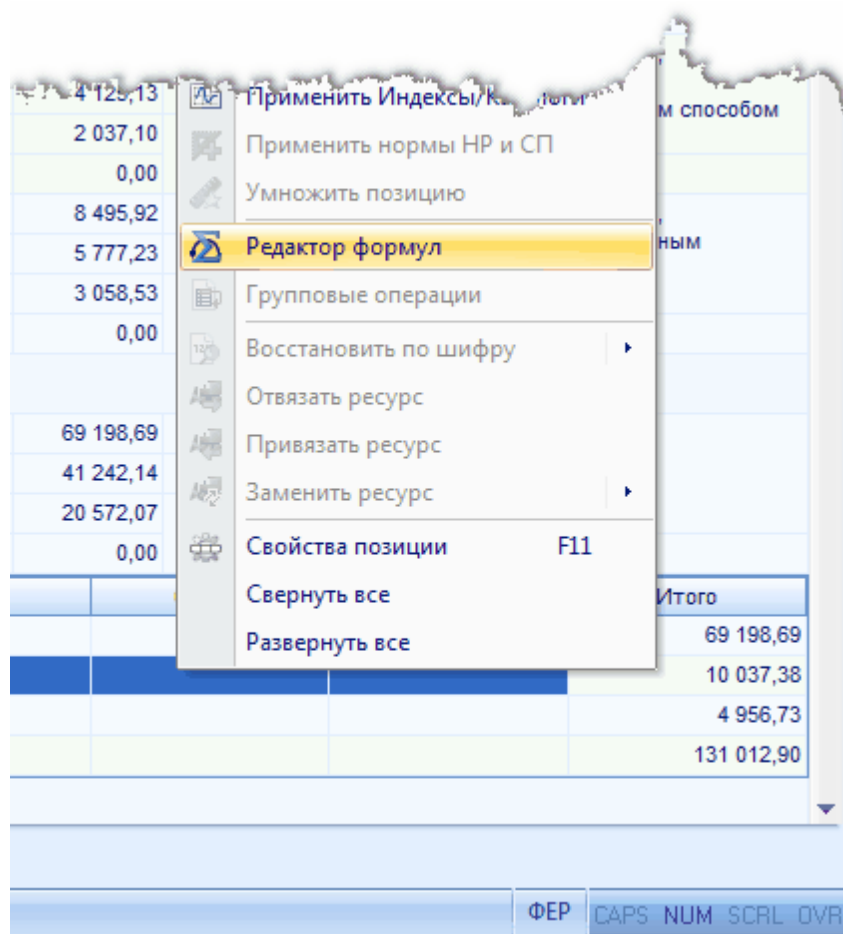 4 125,13
Применить Индексы/К
м способом
2 037,10
Применить нормы НР и СП
0,00
Умножить позицию
8 495,92
,
5 777,23
Редактор формул
ным
3 058,53
Групповые операции
0,00
Восстановить по шифру
Отвязать ресурс
69 198,69
Привязать ресурс
41 242,14
Заменить ресурс
20 572,07
0,00
Свойства позиции F11
Свернуть все
Итого
Развернуть все
69 198,69
10 037,38
4 956,73
131 012,90
ФЕР CAPS NUM SCRL OVR